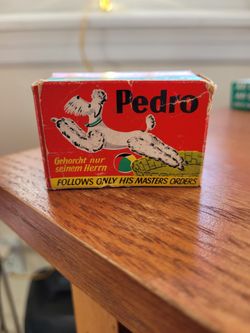 Pedro
Gehorcht nur
seinem Herrn
FOLLOWS ONLY HIS MASTERS ORDERS